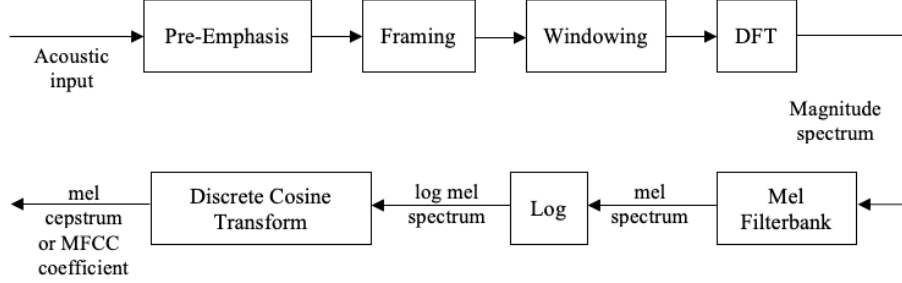 Pre-Emphasis
Framing
Windowing
DFT
Acoustic
input
Magnitude
spectrum
mel
cepstrum
or MFCC
coefficient
Discrete Cosine
Transform
log mel
spectrum
Log
mel
spectrum
Mel
Filterbank